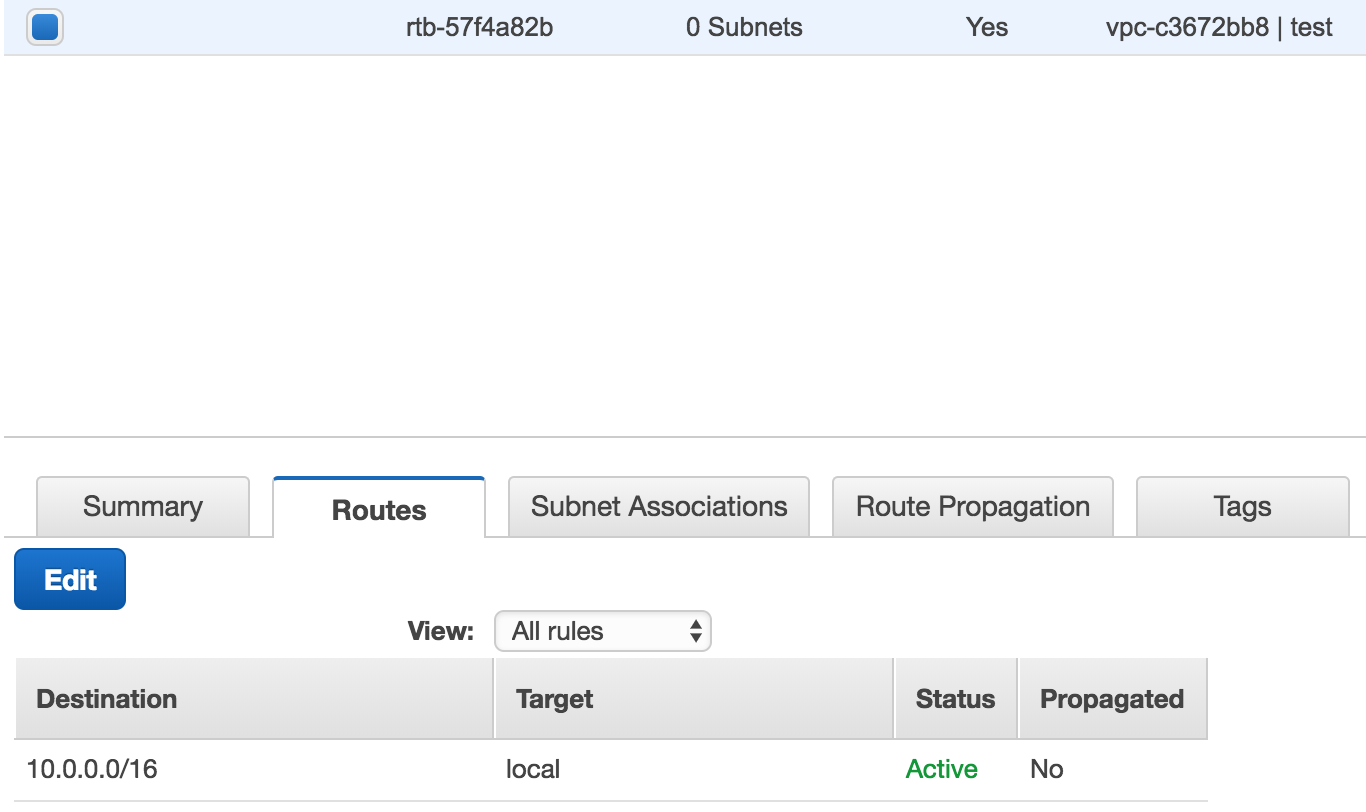 rtb-57f4a82b 0 Subnets Yes vpc-c3672bb8 | test
Summary Routes Subnet Associations Route Propagation Tags
Edit
View: All rules
Destination Target Status Propagated
10.0.0.0/16 local Active No